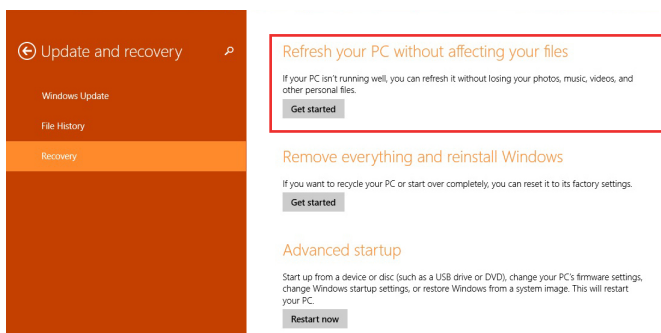 Update and recovery
Windows Update
File History
Recovery
Refresh your PC without affecting your files
If your PC isn't running well, you can refresh it without losing your photos, music, videos, and
other personal files.
Get started
Remove everything and reinstall Windows
If you want to recycle your PC or start over completely, you can reset it to its factory settings.
Get started
Advanced startup
Start up from a device or disc (such as a USB drive or DVD), change your PC's firmware settings,
change Windows startup settings, or restore Windows from a system image. This will restart
your PC.
Restart now